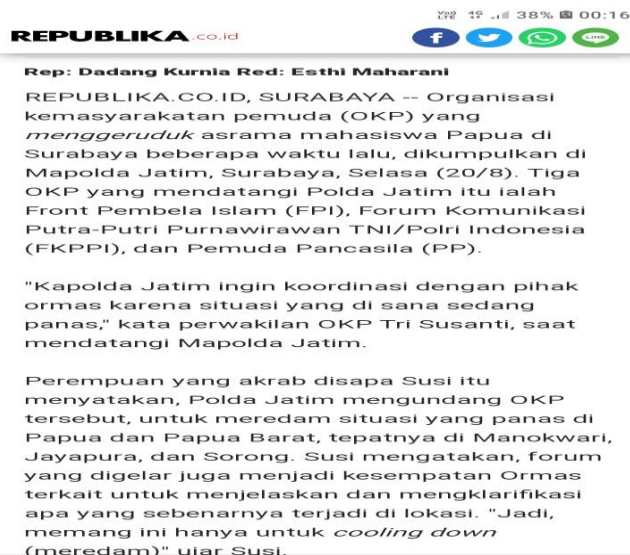 VoD LTE 4G 38% 00:16
REPUBLIKA.co.id
LINE
Rep: Dadang Kurnia Red: Esthi Maharani
REPUBLIKA.CO.ID, SURABAYA -- Organisasi
kemasyarakatan pemuda (OKP) yang
menggeruduk asrama mahasiswa Papua di
Surabaya beberapa waktu lalu, dikumpulkan di
Mapolda Jatim, Surabaya, Selasa (20/8). Tiga
OKP yang mendatangi Polda Jatim itu ialah
Front Pembela Islam (FPI), Forum Komunikasi
Putra-Putri Purnawirawan TNI/Polri Indonesia
(FKPPI), dan Pemuda Pancasila (PP).
"Kapolda Jatim ingin koordinasi dengan pihak
ormas karena situasi yang di sana sedang
panas," kata perwakilan OKP Tri Susanti, saat
mendatangi Mapolda Jatim.
Perempuan yang akrab disapa Susi itu
menyatakan, Polda Jatim mengundang OKP
tersebut, untuk meredam situasi yang panas di
Papua dan Papua Barat, tepatnya di Manokwari,
Jayapura, dan Sorong. Susi mengatakan, forum
yang digelar juga menjadi kesempatan Ormas
terkait untuk menjelaskan dan mengklarifikasi
apa yang sebenarnya terjadi di lokasi. "Jadi,
memang ini hanya untuk cooling down
(meredam)" ujar Susi.